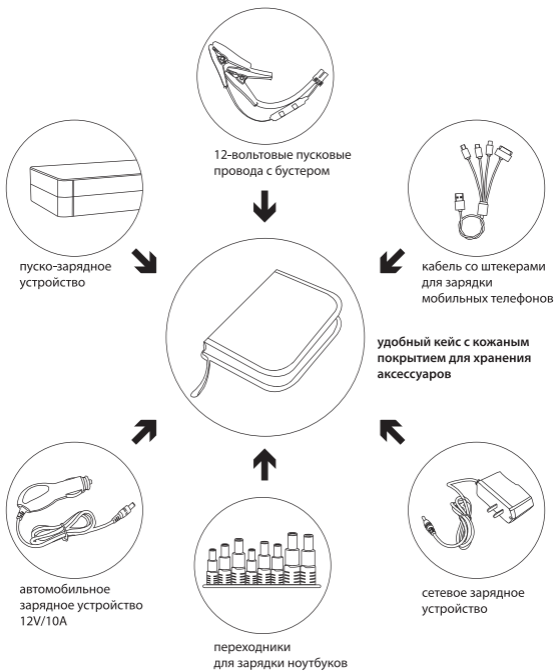 12-вольтовые пусковые
провода с бустером
пуско-зарядное
устройство
кабель со штекерами
для зарядки
мобильных телефонов
удобный кейс с кожаным
покрытием для хранения
аксессуаров
автомобильное
зарядное устройство
12V/10A
сетевое зарядное
устройство
переходники
для зарядки ноутбуков